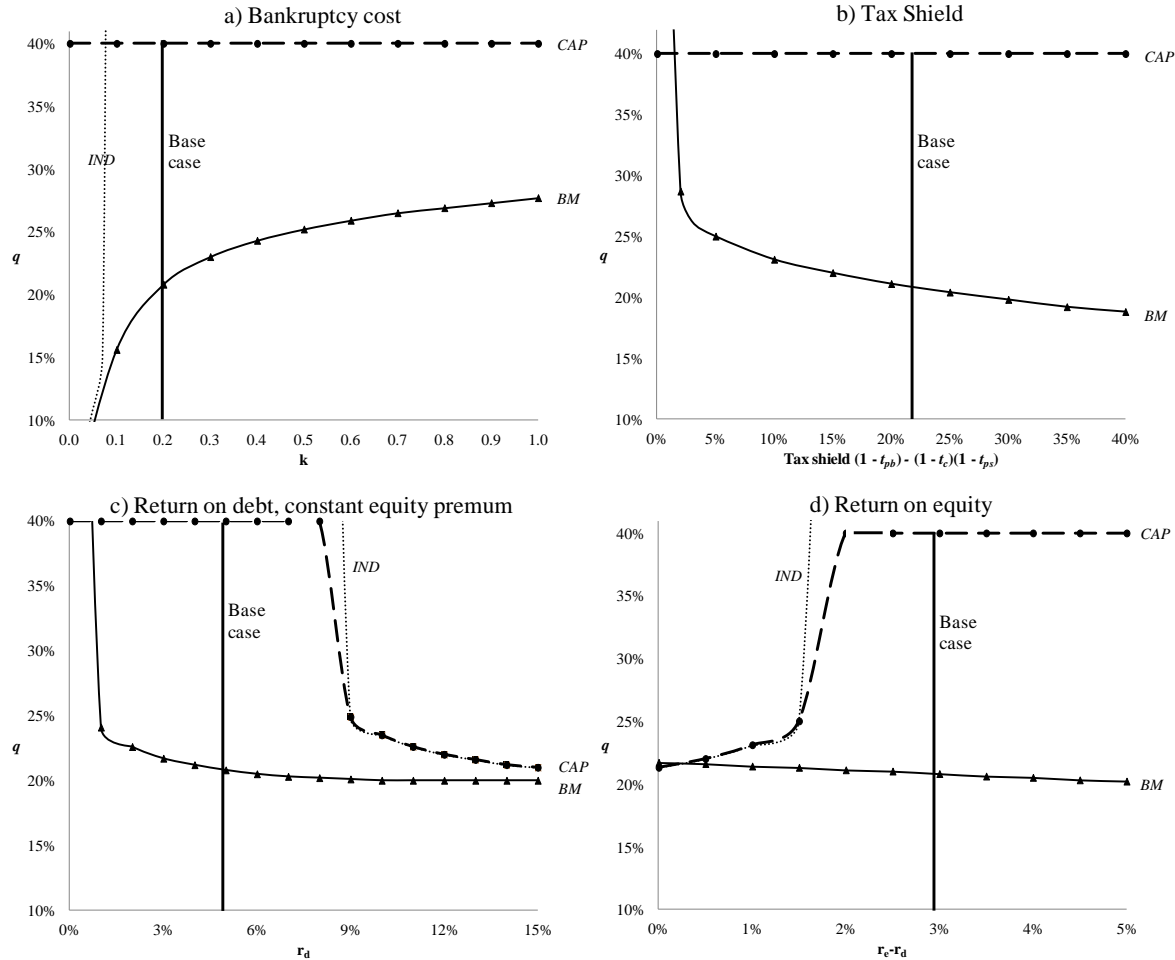 a) Bankruptcy cost
40%
35%
30%
25%
q
20%
15%
10%
CAP
IND
Base
case
BM
0.0 0.1 0.2 0.3 0.4 0.5 0.6 0.7 0.8 0.9 1.0
k
b) Tax Shield
40%
35%
30%
25%
q
20%
15%
10%
CAP
Base
case
BM
0% 5% 10% 15% 20% 25% 30% 35% 40%
Tax shield (1 - tpb) - (1 - tc)(1 - tps)
c) Return on debt, constant equity premum
40%
35%
30%
25%
q
20%
15%
10%
IND
Base
case
CAP
BM
0% 3% 6% 9% 12% 15%
rd
d) Return on equity
40%
35%
30%
25%
q
20%
15%
10%
CAP
IND
Base
case
BM
0% 1% 2% 3% 4% 5%
re-rd